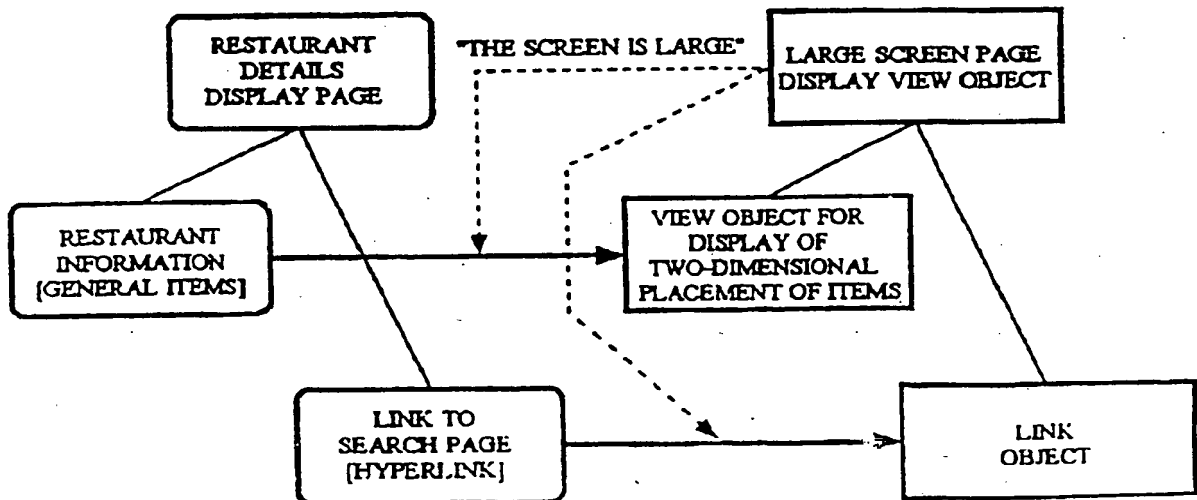 RESTAURANT
DETAILS
DISPLAY PAGE
"THE SCREEN IS LARGE"
LARGE SCREEN PAGE
DISPLAY VIEW OBJECT
RESTAURANT
INFORMATION
[GENERAL ITEMS]
VIEW OBJECT FOR
DISPLAY OF
TWO-DIMENSIONAL
PLACEMENT OF ITEMS
LINK TO
SEARCH PAGE
[HYPERLINK]
LINK
OBJECT